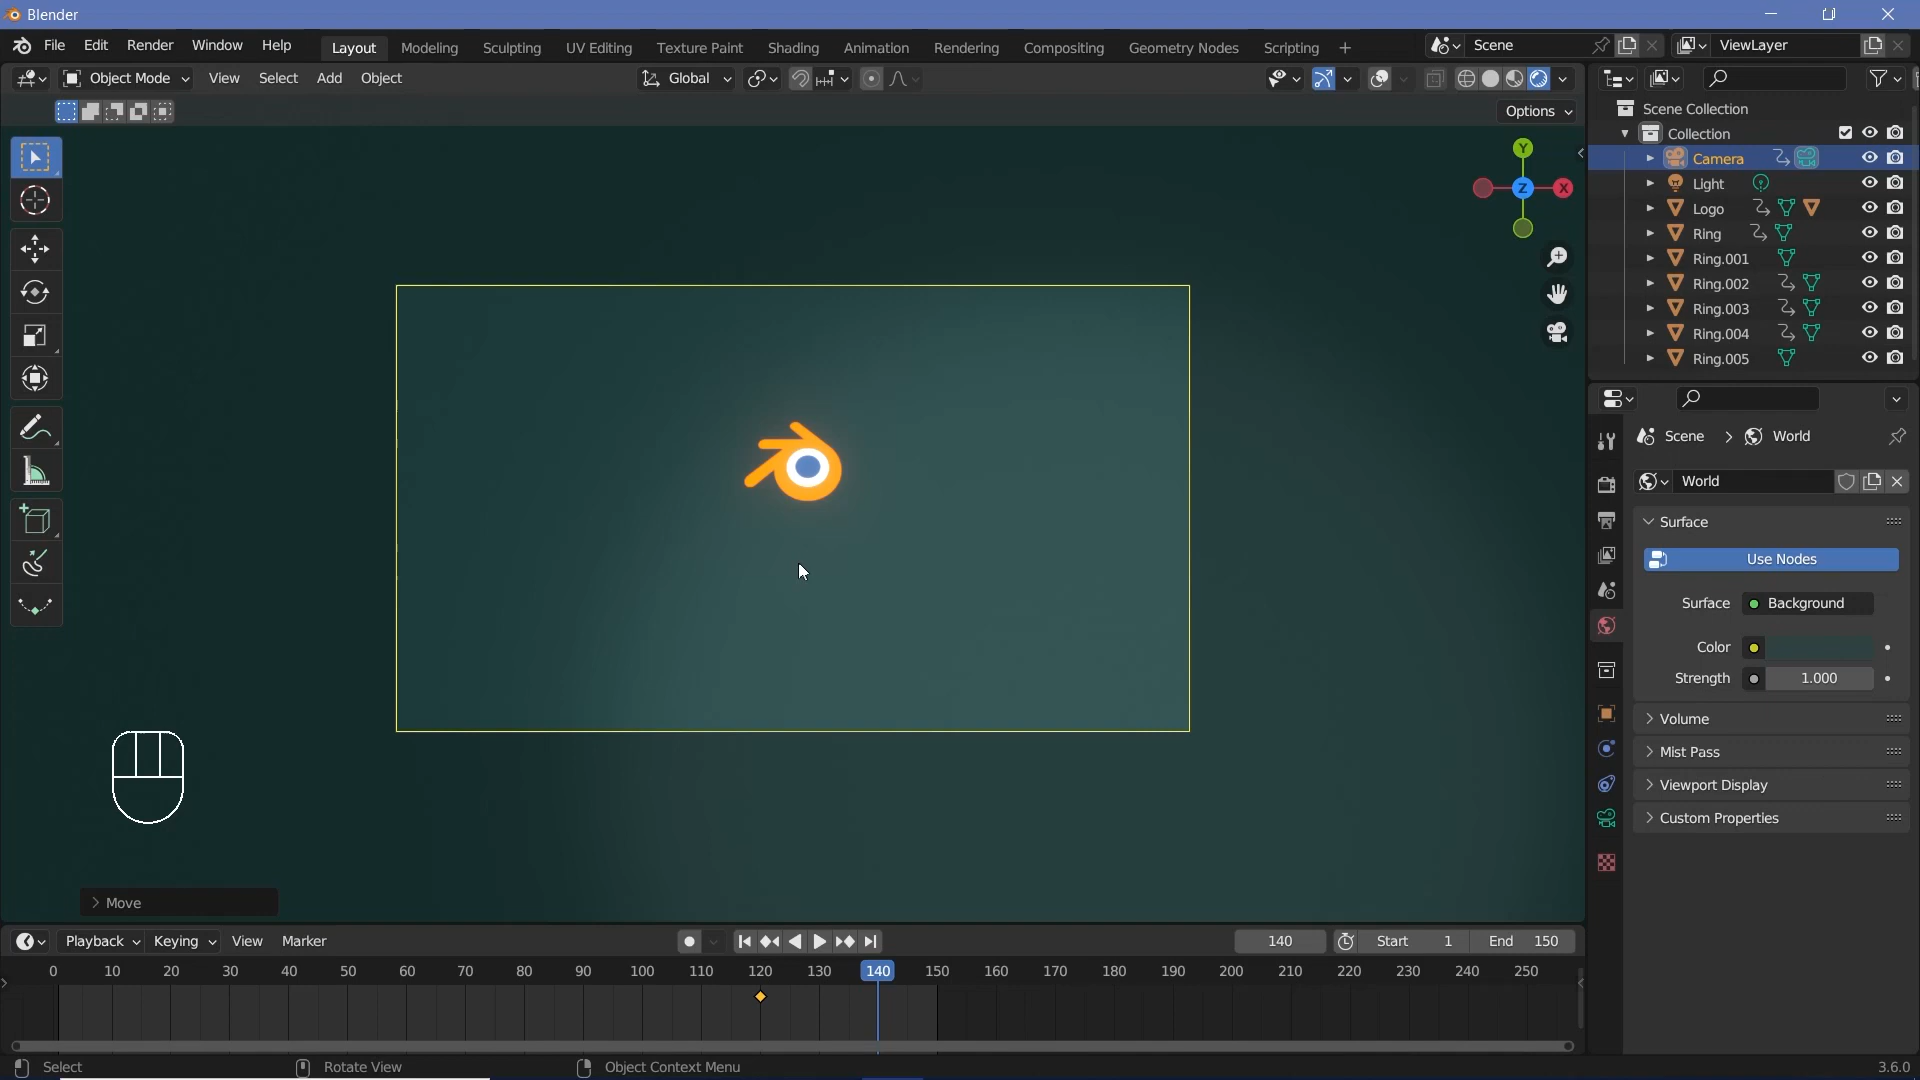 Blender
File Edit Render Window Help Layout Modeling Sculpting UV Editing Texture Paint Shading Animation Rendering Compositing Geometry Nodes Scripting + Scene ViewLayer
Object Mode View Select Add Object Global
Options
Scene Collection
Collection
Camera
Light
Logo
Ring
Ring.001
Ring.002
Ring.003
Ring.004
Ring.005
Y
X
Z
Scene > World
World
Surface
Use Nodes
Surface Background
Color
Strength 1.000
Volume
Mist Pass
Viewport Display
Custom Properties
> Move
Playback Keying View Marker 140 Start 1 End 150
0 10 20 30 40 50 60 70 80 90 100 110 120 130 140 150 160 170 180 190 200 210 220 230 240 250
Select Rotate View Object Context Menu 3.6.0